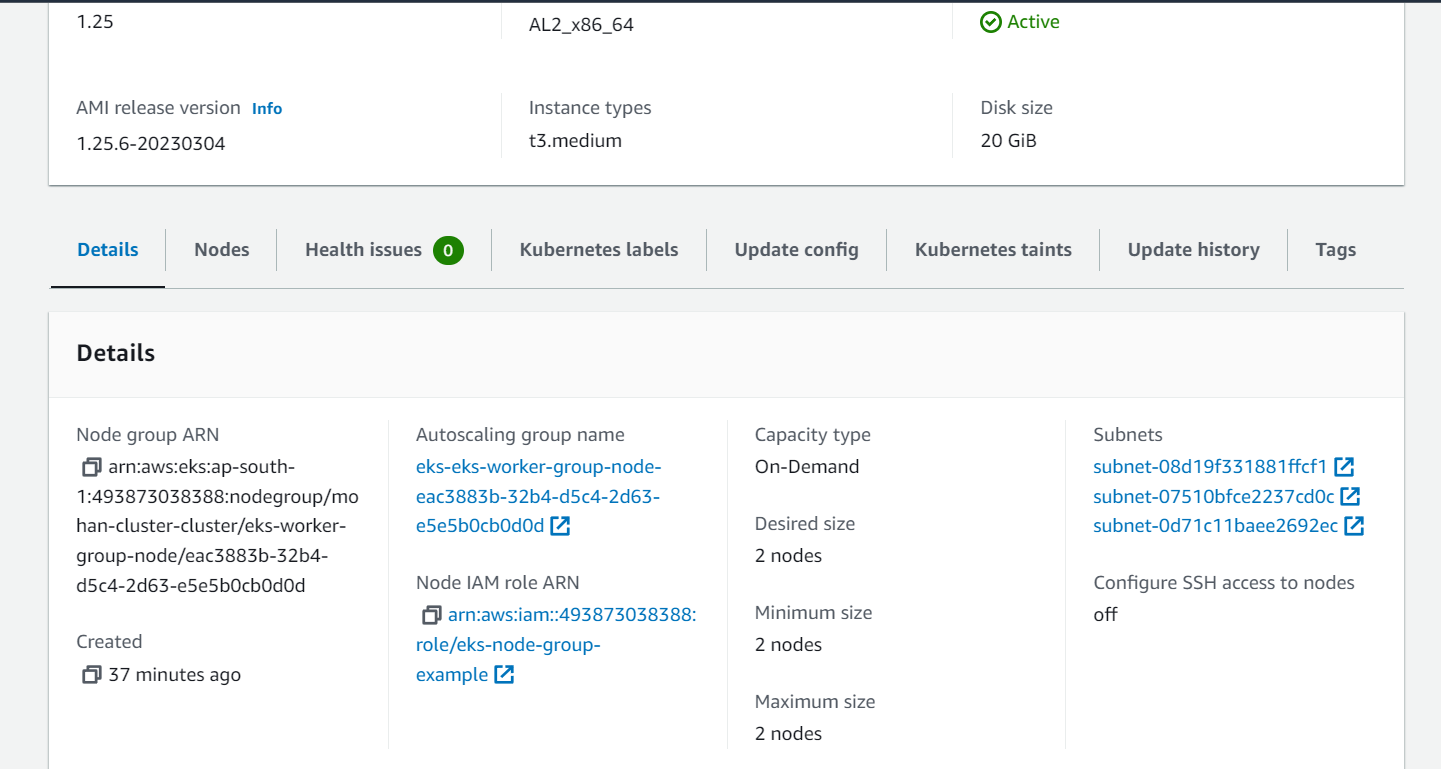 1.25
AL2_x86_64
Active
AMI release version Info
1.25.6-20230304
Instance types
t3.medium
Disk size
20 GiB
Details
Nodes
Health issues 0
Kubernetes labels
Update config
Kubernetes taints
Update history
Tags
Details
Node group ARN
arn:aws:eks:ap-south-
1:493873038388:nodegroup/mo
han-cluster-cluster/eks-worker-
group-node/eac3883b-32b4-
d5c4-2d63-e5e5b0cb0d0d
Created
37 minutes ago
Autoscaling group name
eks-eks-worker-group-node-
eac3883b-32b4-d5c4-2d63-
e5e5b0cb0d0d
Node IAM role ARN
arn:aws:iam::493873038388:
role/eks-node-group-
example
Capacity type
On-Demand
Desired size
2 nodes
Minimum size
2 nodes
Maximum size
2 nodes
Subnets
subnet-08d19f331881ffcf1
subnet-07510bfce2237cd0c
subnet-0d71c11baee2692ec
Configure SSH access to nodes
off